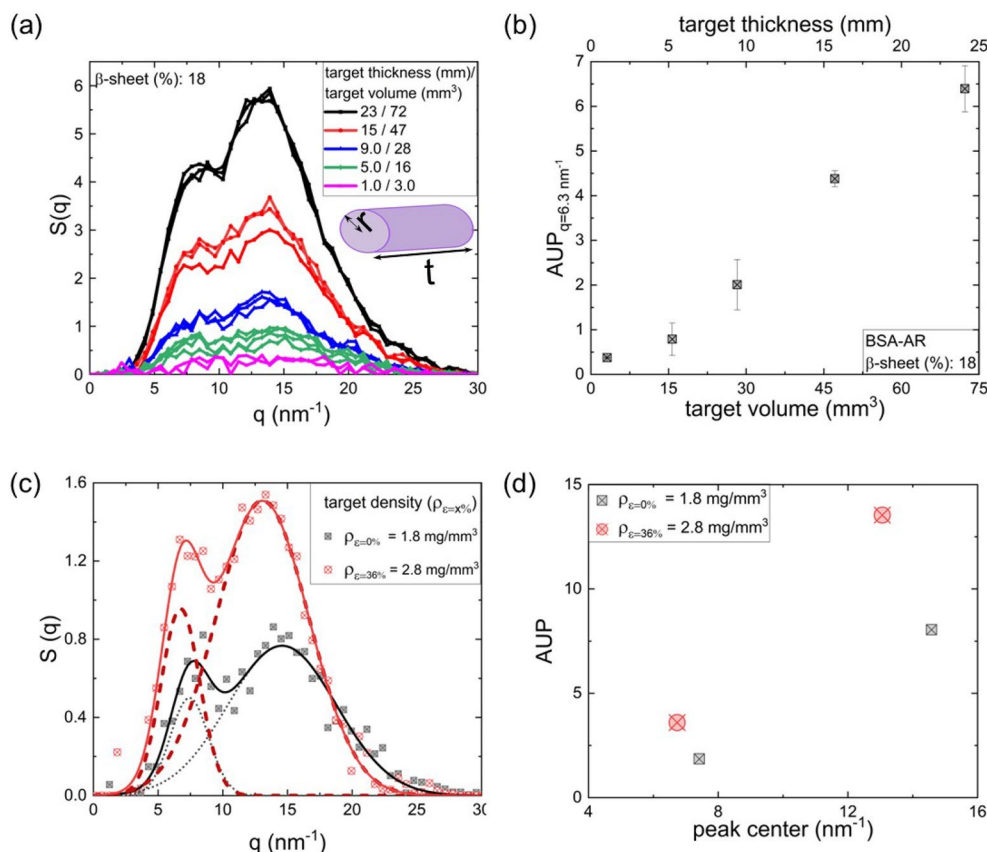 (a)
β-sheet (%): 18
target thickness (mm)/
target volume (mm³)
23 / 72
15 / 47
9.0 / 28
5.0 / 16
1.0 / 3.0
r
t
S(q)
6
5
4
3
2
1
0
0 5 10 15 20 25 30
q (nm⁻¹)
(b)
target thickness (mm)
0 5 10 15 20 25
AUP q=6.3 nm⁻¹
7
6
5
4
3
2
1
0
BSA-AR
β-sheet (%): 18
0 15 30 45 60 75
target volume (mm³)
(c)
S (q)
1.6
1.2
0.8
0.4
0.0
target density (ρε=x%)
ρε=0% = 1.8 mg/mm³
ρε=36% = 2.8 mg/mm³
0 5 10 15 20 25 30
q (nm⁻¹)
(d)
AUP
15
10
5
0
ρε=0% = 1.8 mg/mm³
ρε=36% = 2.8 mg/mm³
4 6 8 10 12 14 16
peak center (nm⁻¹)